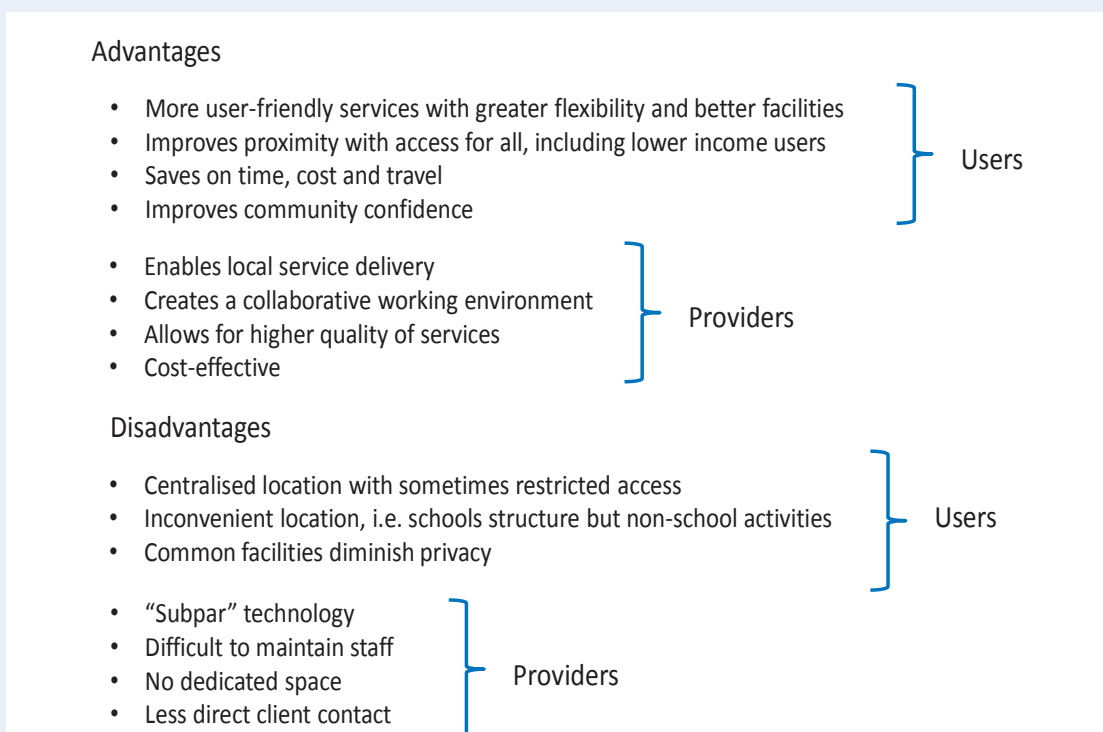 Advantages
• More user-friendly services with greater flexibility and better facilities
• Improves proximity with access for all, including lower income users
• Saves on time, cost and travel
• Improves community confidence
Users
• Enables local service delivery
• Creates a collaborative working environment
• Allows for higher quality of services
• Cost-effective
Providers
Disadvantages
• Centralised location with sometimes restricted access
• Inconvenient location, i.e. schools structure but non-school activities
• Common facilities diminish privacy
Users
• “Subpar” technology
• Difficult to maintain staff
• No dedicated space
• Less direct client contact
Providers